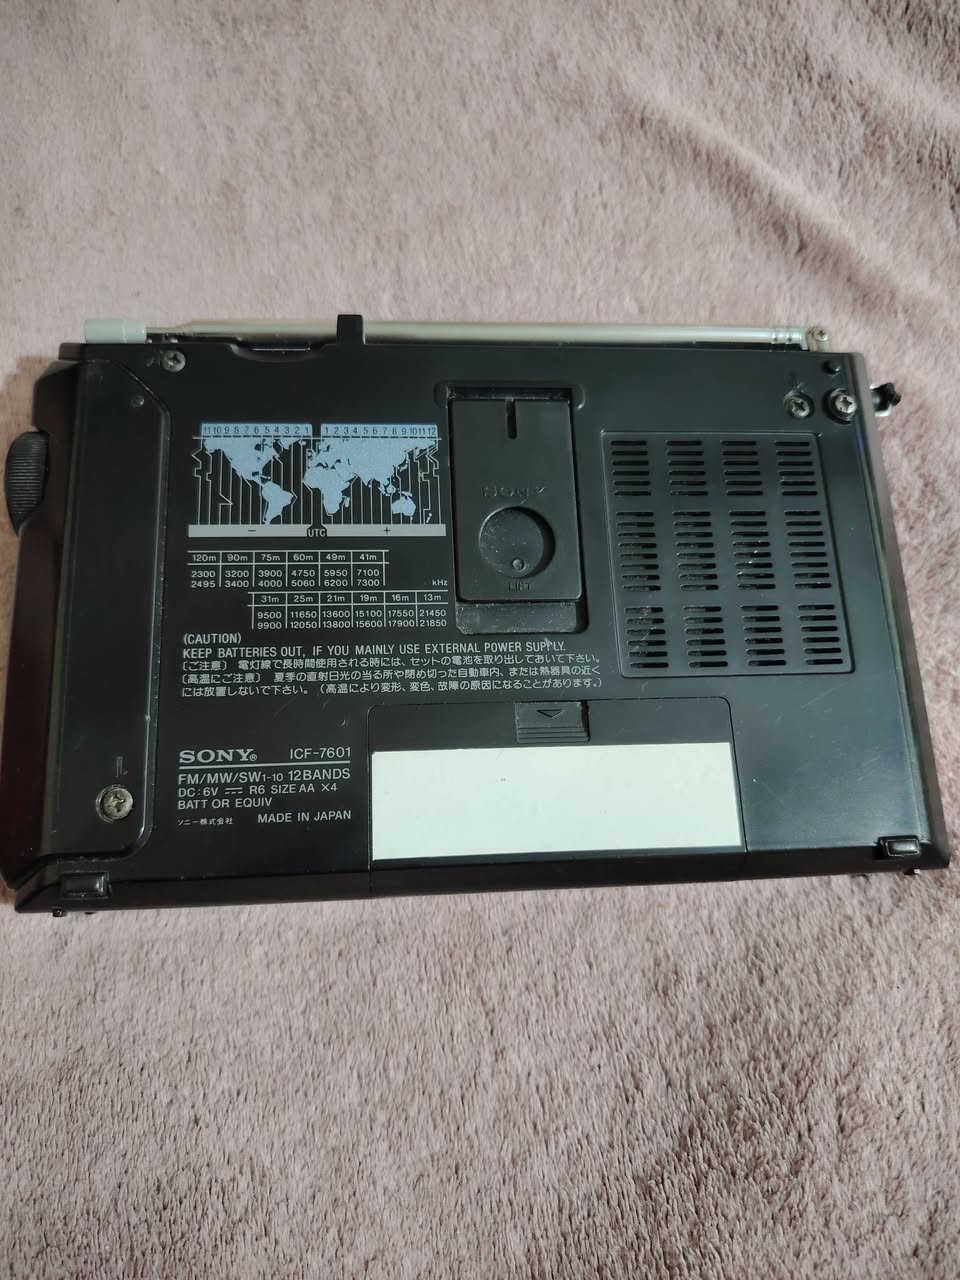 11 10 9 8 7 6 5 4 3 2 1 1 2 3 4 5 6 7 8 9 10 11 12
− UTC +
SONY
LIFT
120m 90m 75m 60m 49m 41m
2300 3200 3900 4750 5950 7100
2495 3400 4000 5060 6200 7300 kHz
31m 25m 21m 19m 16m 13m
9500 11650 13600 15100 17550 21450
9900 12050 13800 15600 17900 21850
(CAUTION)
KEEP BATTERIES OUT, IF YOU MAINLY USE EXTERNAL POWER SUPPLY.
〔ご注意〕 電灯線で長時間使用される時には、セットの電池を取り出しておいて下さい。
〔高温にご注意〕 夏季の直射日光の当る所や閉め切った自動車内、または熱器具の近く
には放置しないで下さい。(高温により変形、変色、故障の原因になることがあります。)
SONY® ICF-7601
FM/MW/SW1-10 12BANDS
DC: 6V ⎓ R6 SIZE AA ×4
BATT OR EQUIV
ソニー株式会社 MADE IN JAPAN